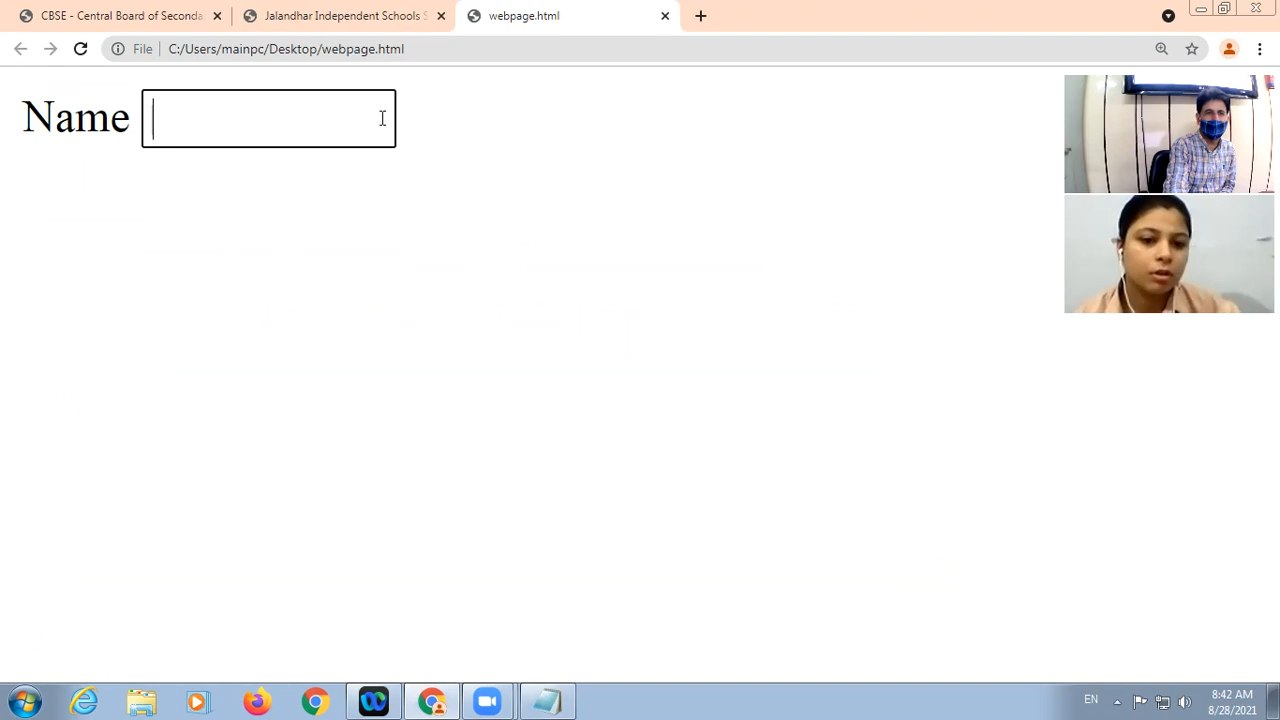 CBSE - Central Board of Seconda
Jalandhar Independent Schools S
webpage.html
File
C:/Users/mainpc/Desktop/webpage.html
Name
EN
8:42 AM
8/28/2021